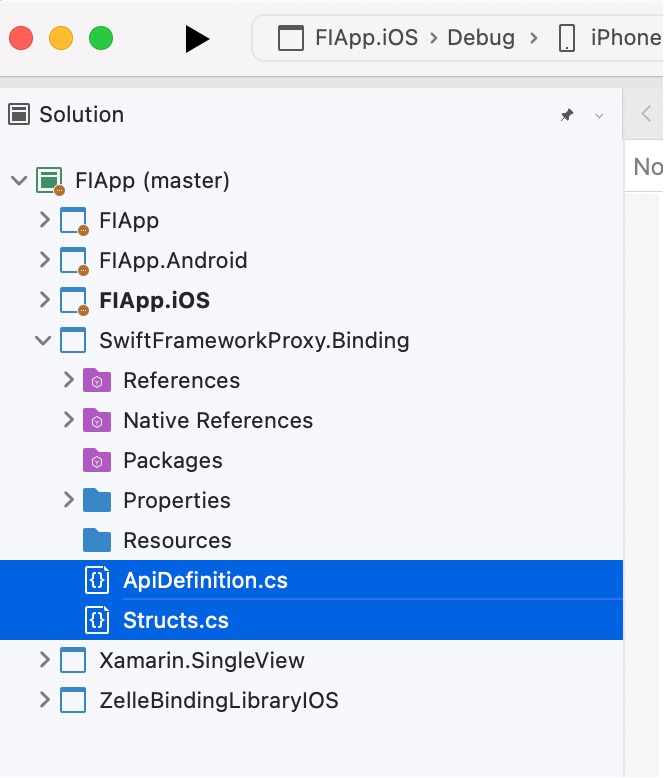 FIApp.iOS › Debug › iPhone
Solution
No
FIApp (master)
FIApp
FIApp.Android
FIApp.iOS
SwiftFrameworkProxy.Binding
References
Native References
Packages
Properties
Resources
ApiDefinition.cs
Structs.cs
Xamarin.SingleView
ZelleBindingLibraryIOS